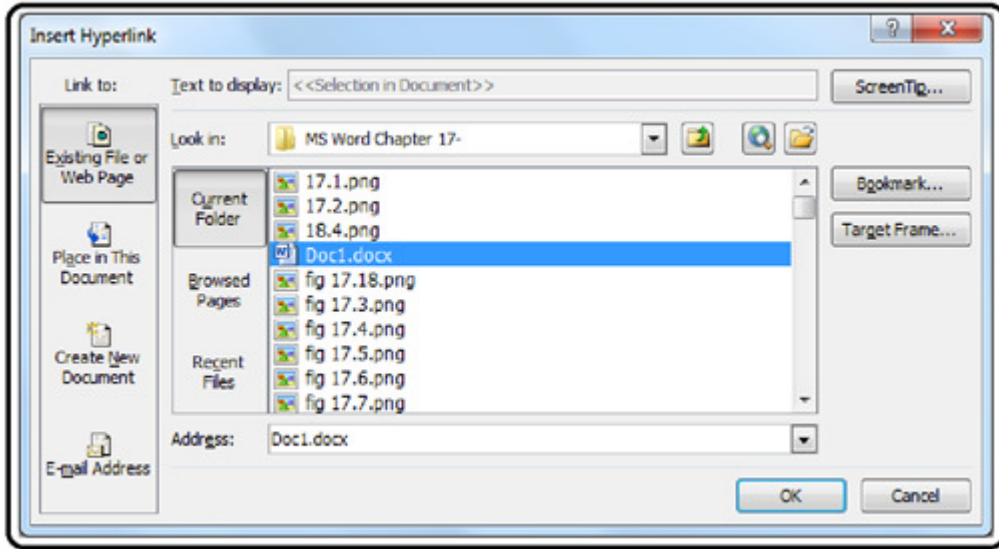 Insert Hyperlink
Link to:
Text to display: <<Selection in Document>>
ScreenTip...
Existing File or
Web Page
Place in This
Document
Create New
Document
E-mail Address
Look in: MS Word Chapter 17-
Current
Folder
Browsed
Pages
Recent
Files
17.1.png
17.2.png
18.4.png
Doc1.docx
fig 17.18.png
fig 17.3.png
fig 17.4.png
fig 17.5.png
fig 17.6.png
fig 17.7.png
Bookmark...
Target Frame...
Address: Doc1.docx
OK Cancel